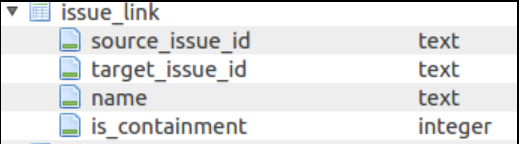 issue_link
source_issue_id text
target_issue_id text
name text
is_containment integer